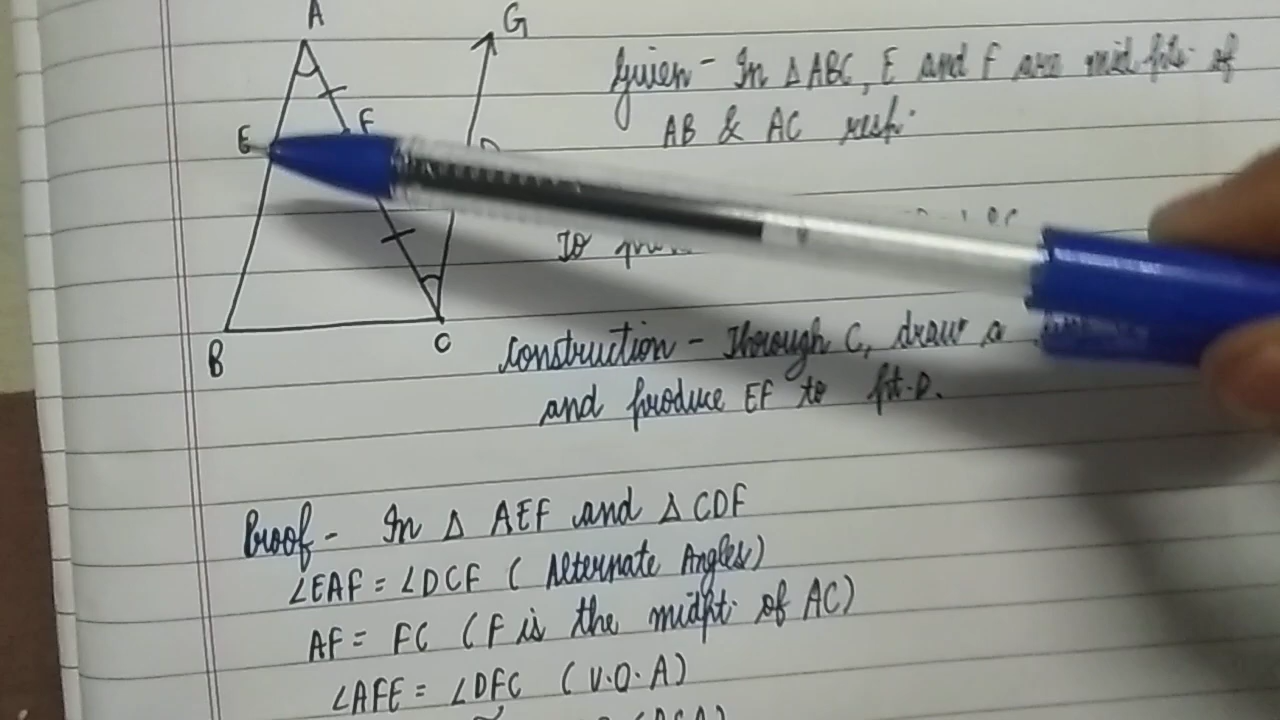 A
G
E
F
D
B
C
Given - In △ABC, E and F are mid pts. of
AB & AC resp.
To
Construction - Through C, draw a
and produce EF to pt. D.
Proof - In △ AEF and △ CDF
∠EAF = ∠DCF ( Alternate Angles)
AF = FC (F is the midpt. of AC)
∠AFE = ∠DFC (V.O.A)